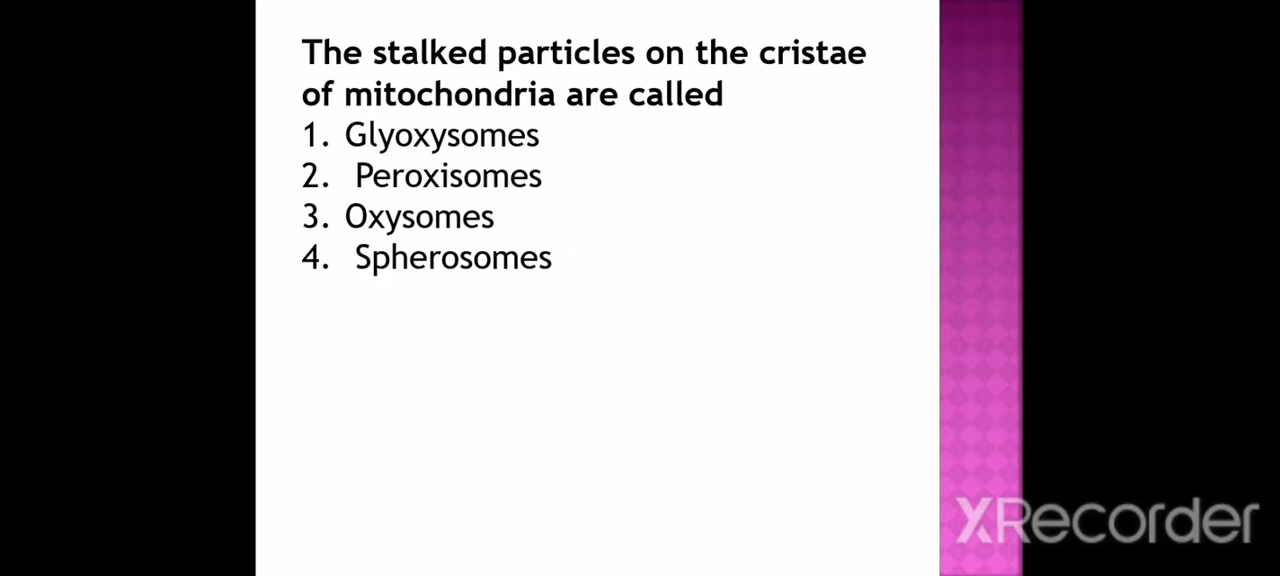 The stalked particles on the cristae
of mitochondria are called
1. Glyoxysomes
2. Peroxisomes
3. Oxysomes
4. Spherosomes
XRecorder